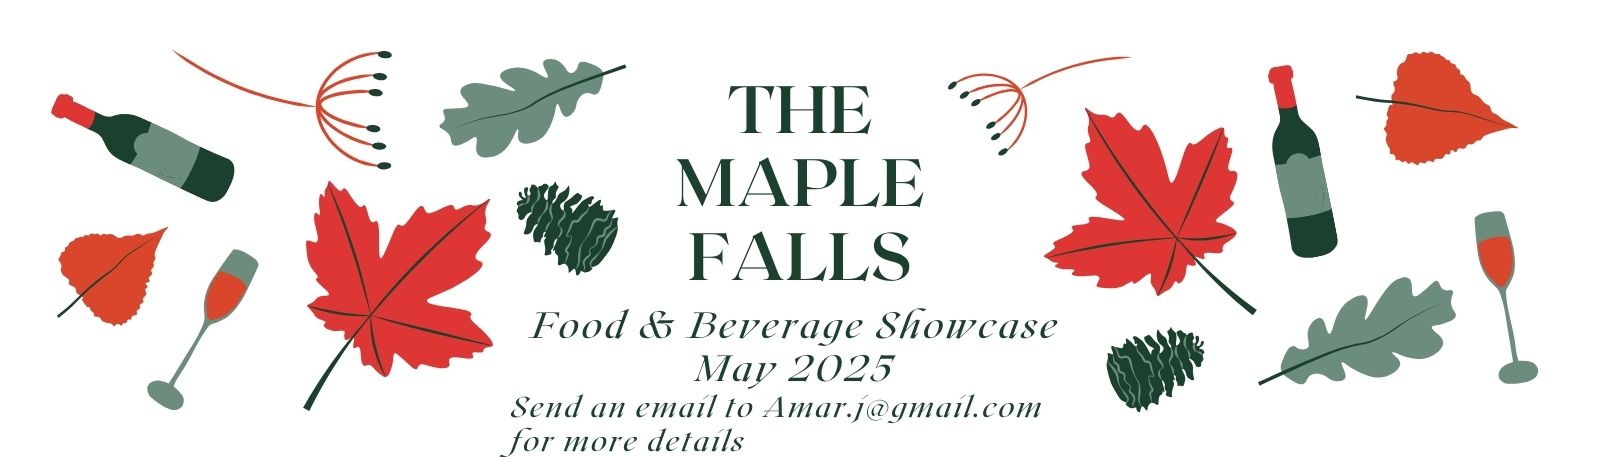 THE
MAPLE
FALLS
Food & Beverage Showcase
May 2025
Send an email to Amar.j@gmail.com
for more details